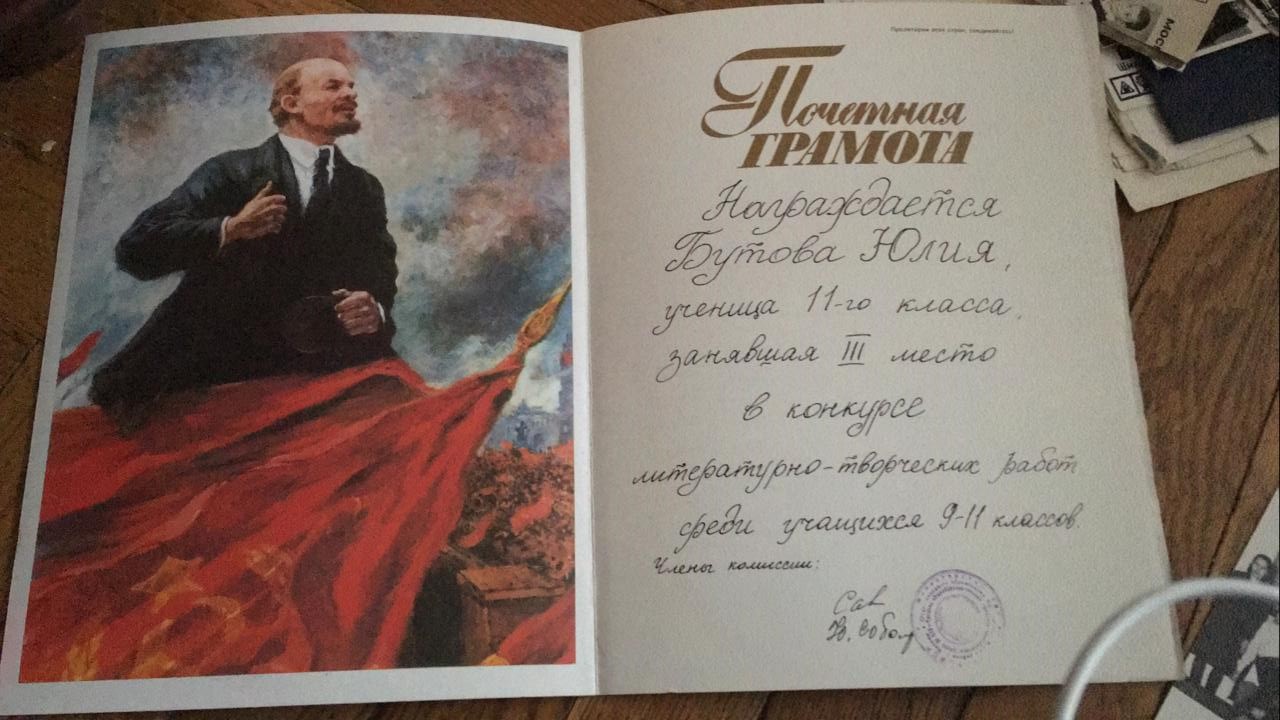 Пролетарии всех стран, соединяйтесь!
Почетная
ГРАМОТА
Награждается
Бутова Юлия,
ученица 11-го класса,
занявшая III место
в конкурсе
литературно-творческих работ
среди учащихся 9-11 классов.
Члены комиссии:
МОС